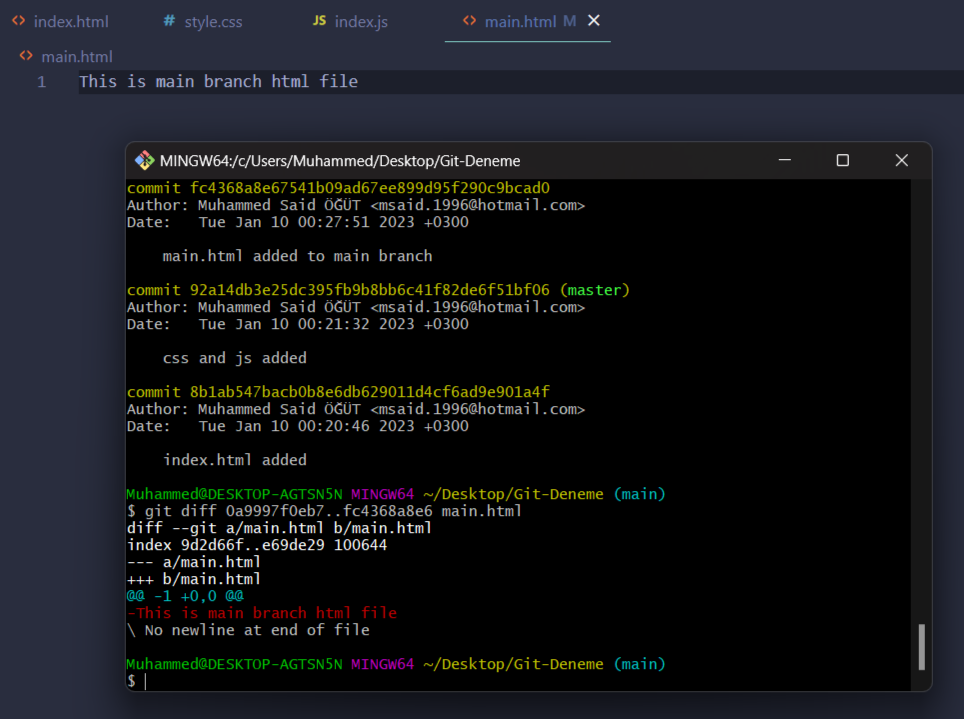 index.html # style.css JS index.js main.html M
main.html
1 This is main branch html file
MINGW64:/c/Users/Muhammed/Desktop/Git-Deneme
commit fc4368a8e67541b09ad67ee899d95f290c9bcad0
Author: Muhammed Said ÖĞÜT <msaid.1996@hotmail.com>
Date:   Tue Jan 10 00:27:51 2023 +0300
main.html added to main branch
commit 92a14db3e25dc395fb9b8bb6c41f82de6f51bf06 (master)
Author: Muhammed Said ÖĞÜT <msaid.1996@hotmail.com>
Date:   Tue Jan 10 00:21:32 2023 +0300
css and js added
commit 8b1ab547bacb0b8e6db629011d4cf6ad9e901a4f
Author: Muhammed Said ÖĞÜT <msaid.1996@hotmail.com>
Date:   Tue Jan 10 00:20:46 2023 +0300
index.html added
Muhammed@DESKTOP-AGTSN5N MINGW64 ~/Desktop/Git-Deneme (main)
$ git diff 0a9997f0eb7..fc4368a8e6 main.html
diff --git a/main.html b/main.html
index 9d2d66f..e69de29 100644
--- a/main.html
+++ b/main.html
@@ -1 +0,0 @@
-This is main branch html file
\ No newline at end of file
Muhammed@DESKTOP-AGTSN5N MINGW64 ~/Desktop/Git-Deneme (main)
$